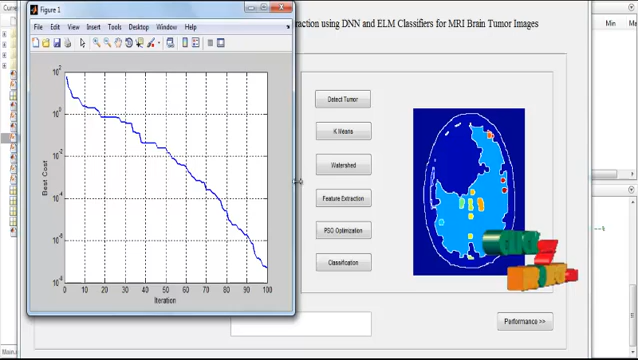 Figure 1
File Edit View Insert Tools Desktop Window Help
raction using DNN and ELM Classifiers for MRI Brain Tumor Images
Min Me
Detect Tumor
K Means
Watershed
Feature Extraction
PSO Optimization
Classification
Performance >>
Best Cost
10^2
10^0
10^-2
10^-4
10^-6
10^-8
0 10 20 30 40 50 60 70 80 90 100
Iteration